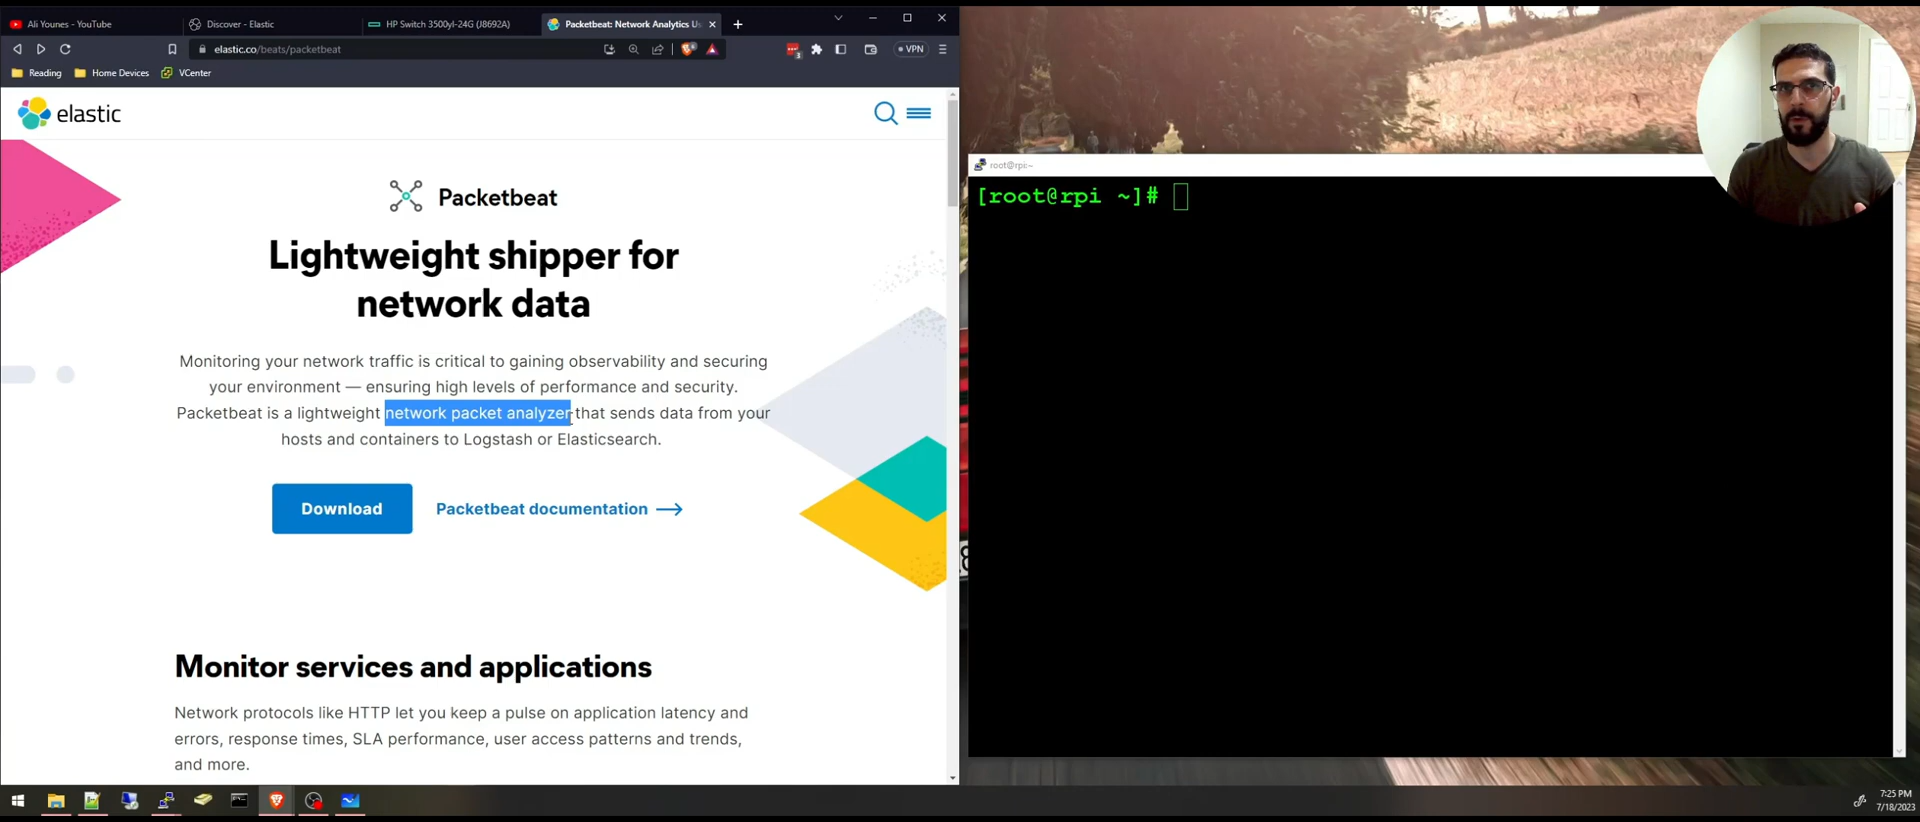 Ali Younes - YouTube
Discover - Elastic
HP Switch 3500yl-24G (J8692A)
Packetbeat: Network Analytics U
elastic.co/beats/packetbeat
VPN
Reading
Home Devices
VCenter
elastic
Packetbeat
Lightweight shipper for
network data
Monitoring your network traffic is critical to gaining observability and securing
your environment — ensuring high levels of performance and security.
Packetbeat is a lightweight network packet analyzer that sends data from your
hosts and containers to Logstash or Elasticsearch.
Download
Packetbeat documentation
Monitor services and applications
Network protocols like HTTP let you keep a pulse on application latency and
errors, response times, SLA performance, user access patterns and trends,
and more.
root@rpi:~
[root@rpi ~]#
7:25 PM
7/18/2023